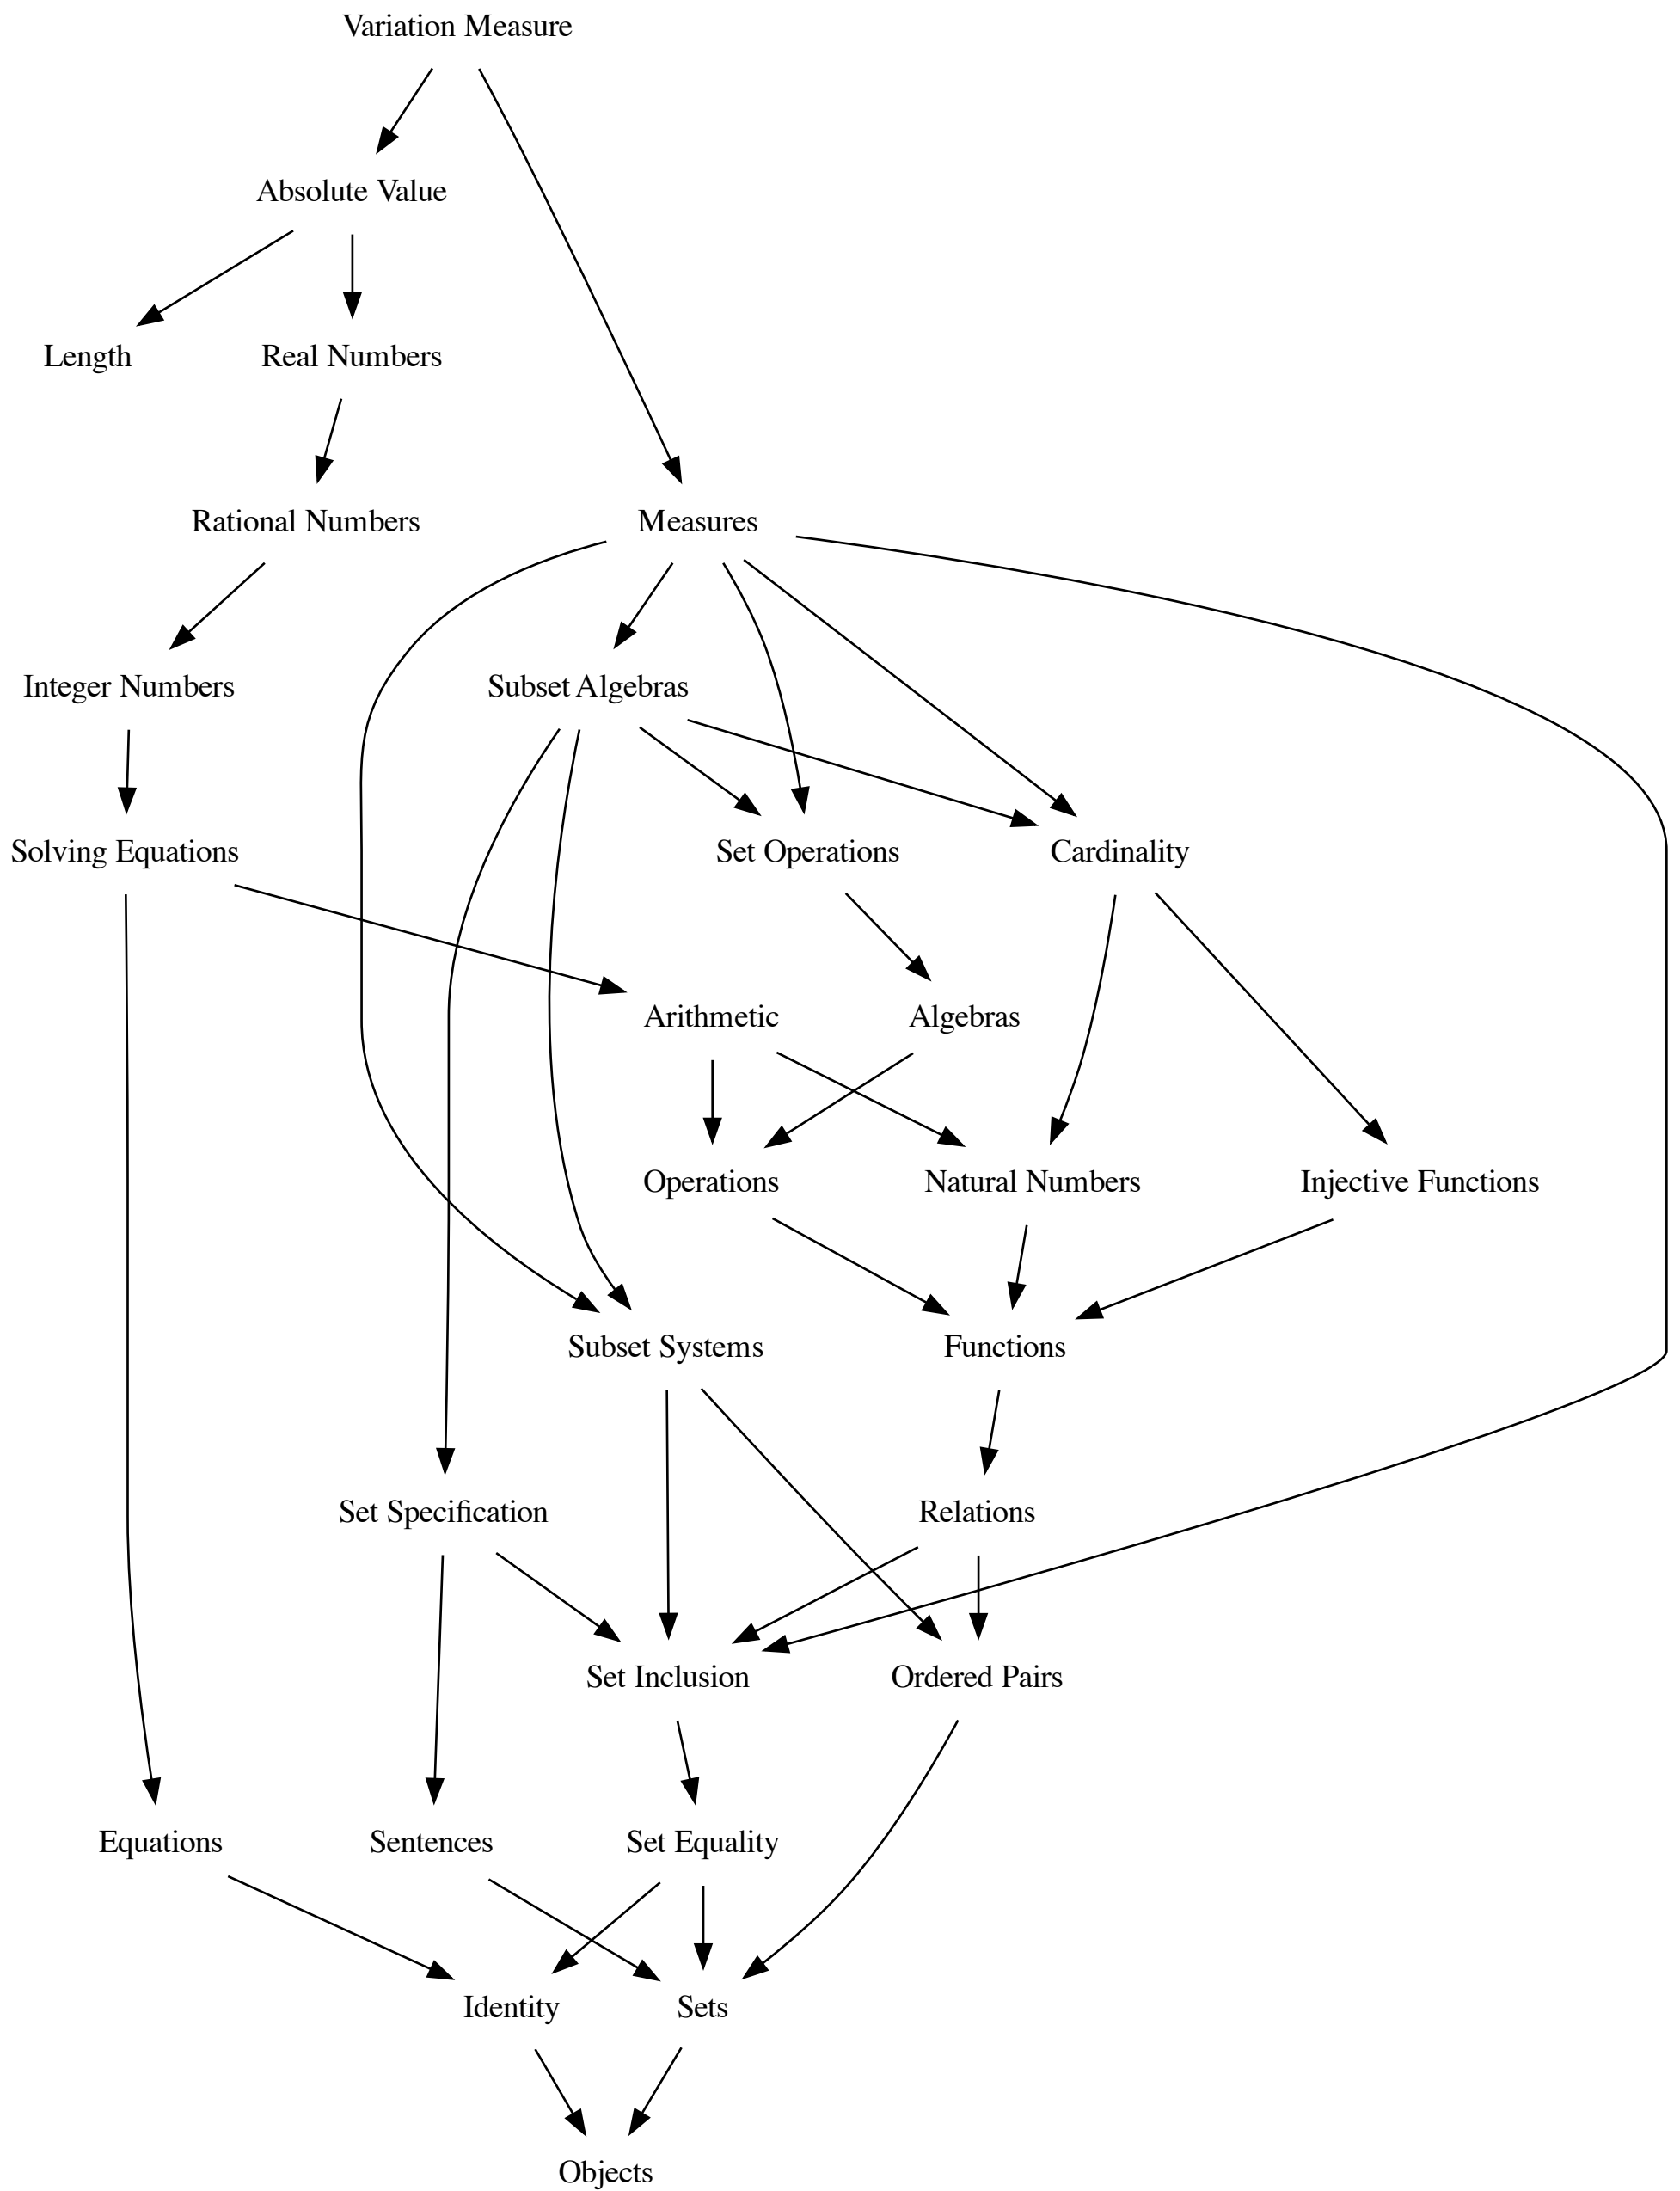 Variation Measure
Absolute Value
Length
Real Numbers
Rational Numbers
Measures
Integer Numbers
Subset Algebras
Solving Equations
Set Operations
Cardinality
Arithmetic
Algebras
Operations
Natural Numbers
Injective Functions
Subset Systems
Functions
Set Specification
Relations
Set Inclusion
Ordered Pairs
Equations
Sentences
Set Equality
Identity
Sets
Objects